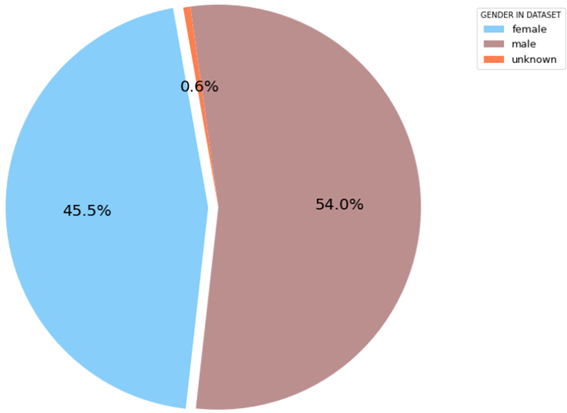 GENDER IN DATASET
female
male
unknown
0.6%
45.5%
54.0%